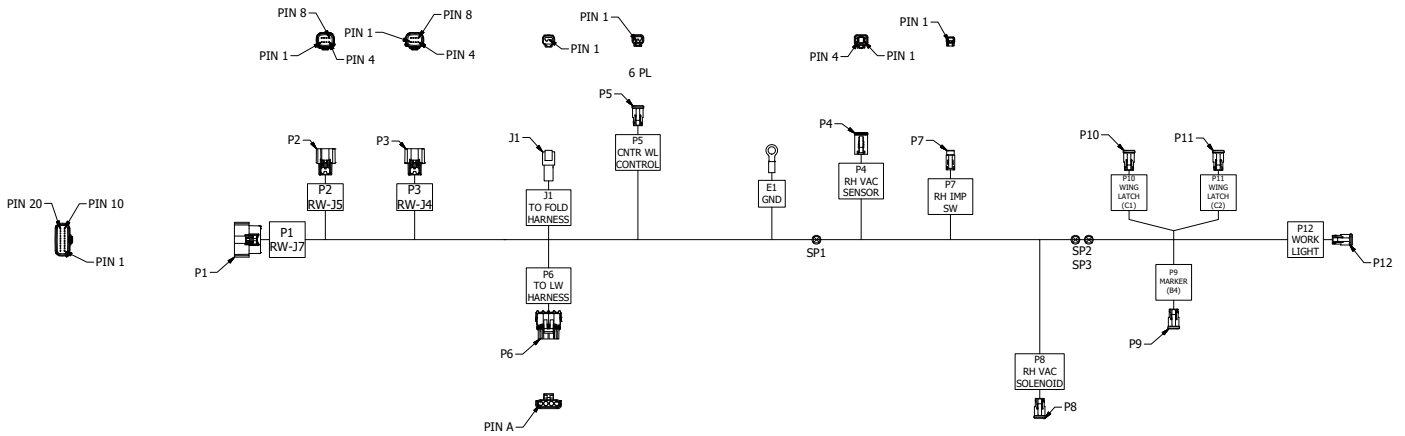 PIN 8
PIN 1
PIN 4
PIN 8
PIN 1
PIN 4
PIN 1
PIN 1
6 PL
PIN 4
PIN 1
PIN 1
P5
P5
CNTR WL
CONTROL
P2
P2
RW-J5
P3
P3
RW-J4
J1
J1
TO FOLD
HARNESS
E1
GND
P4
P4
RH VAC
SENSOR
P7
P7
RH IMP
SW
P10
P10
WING
LATCH
(C1)
P11
P11
WING
LATCH
(C2)
PIN 20
PIN 10
PIN 1
P1
P1
RW-J7
SP1
SP2
SP3
P12
WORK
LIGHT
P12
P6
TO LW
HARNESS
P6
P9
MARKER
(B4)
P9
P8
RH VAC
SOLENOID
P8
PIN A